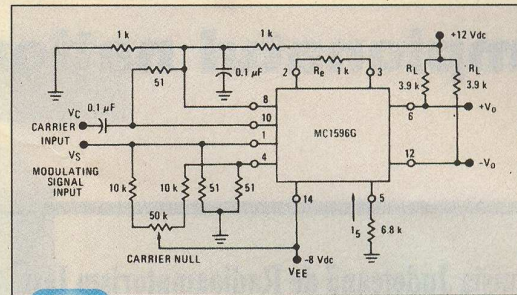 1 k
1 k
+12 Vdc
0.1 µF
2
Re
1 k
3
RL
3.9 k
RL
3.9 k
51
VC
0.1 µF
CARRIER
INPUT
VS
MODULATING
SIGNAL
INPUT
8
10
1
4
MC1596G
6
+Vo
12
-Vo
14
5
10 k
10 k
51
51
50 k
CARRIER NULL
I5
6.8 k
-8 Vdc
VEE